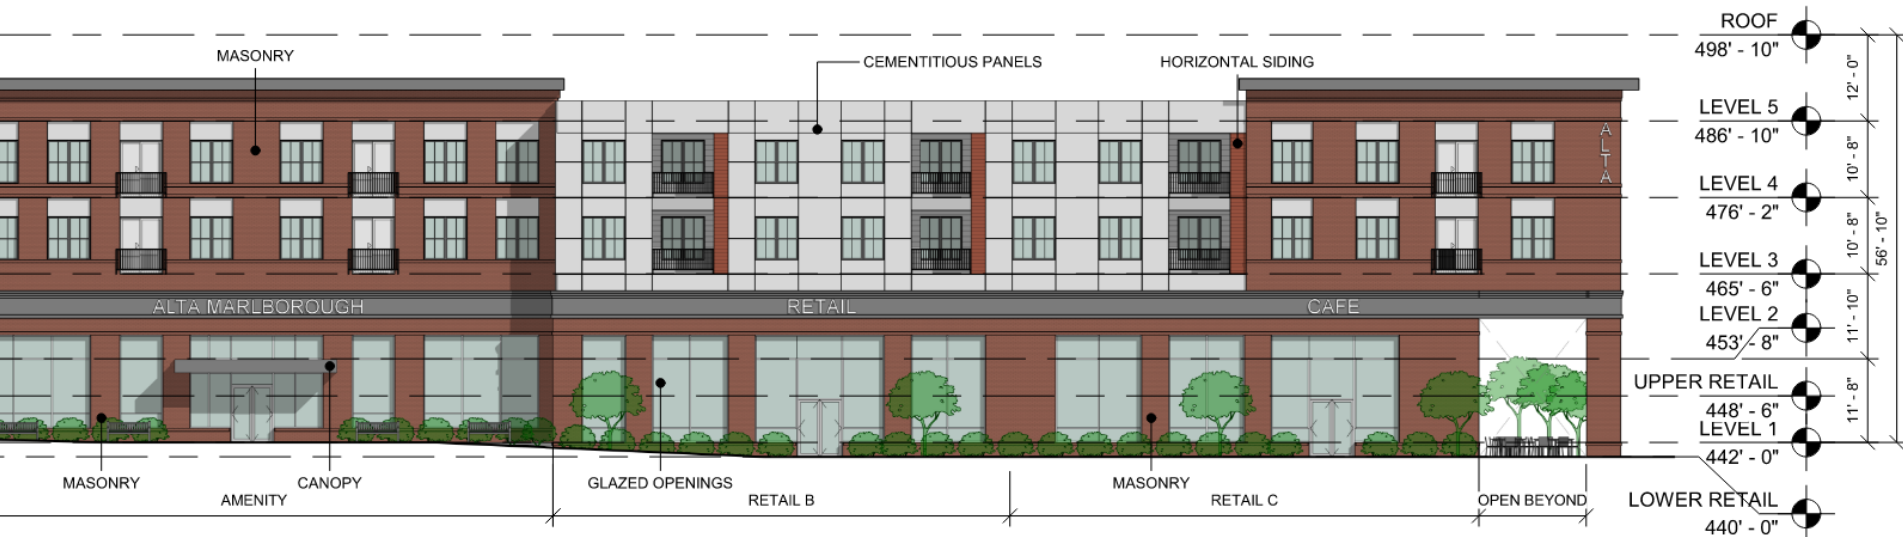 MASONRY
CEMENTITIOUS PANELS
HORIZONTAL SIDING
ROOF
498' - 10"
12' - 0"
LEVEL 5
486' - 10"
10' - 8"
LEVEL 4
476' - 2"
10' - 8"
56' - 10"
LEVEL 3
465' - 6"
11' - 10"
LEVEL 2
453' - 8"
11' - 8"
UPPER RETAIL
448' - 6"
LEVEL 1
442' - 0"
LOWER RETAIL
440' - 0"
ALTA
ALTA MARLBOROUGH
RETAIL
CAFE
MASONRY
CANOPY
GLAZED OPENINGS
MASONRY
AMENITY
RETAIL B
RETAIL C
OPEN BEYOND